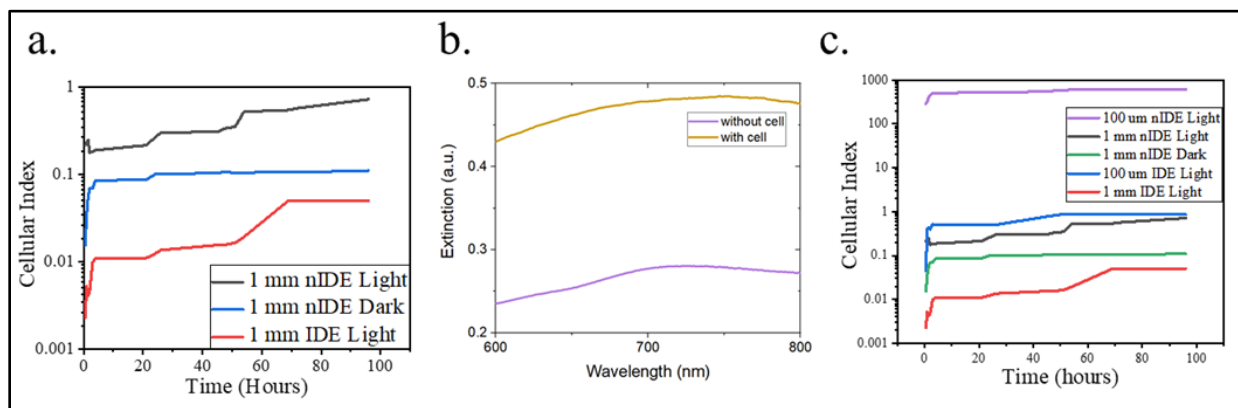 a.
Cellular Index
1
0.1
0.01
0.001
1 mm nIDE Light
1 mm nIDE Dark
1 mm IDE Light
0 20 40 60 80 100
Time (Hours)
b.
Extinction (a.u.)
0.5
0.4
0.3
0.2
without cell
with cell
600 700 800
Wavelength (nm)
c.
Cellular Index
1000
100
10
1
0.1
0.01
0.001
100 um nIDE Light
1 mm nIDE Light
1 mm nIDE Dark
100 um IDE Light
1 mm IDE Light
0 20 40 60 80 100
Time (hours)